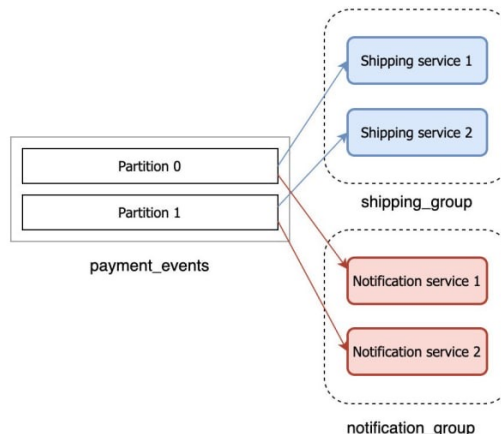 Shipping service 1
Shipping service 2
shipping_group
Partition 0
Partition 1
payment_events
Notification service 1
Notification service 2
notification_group